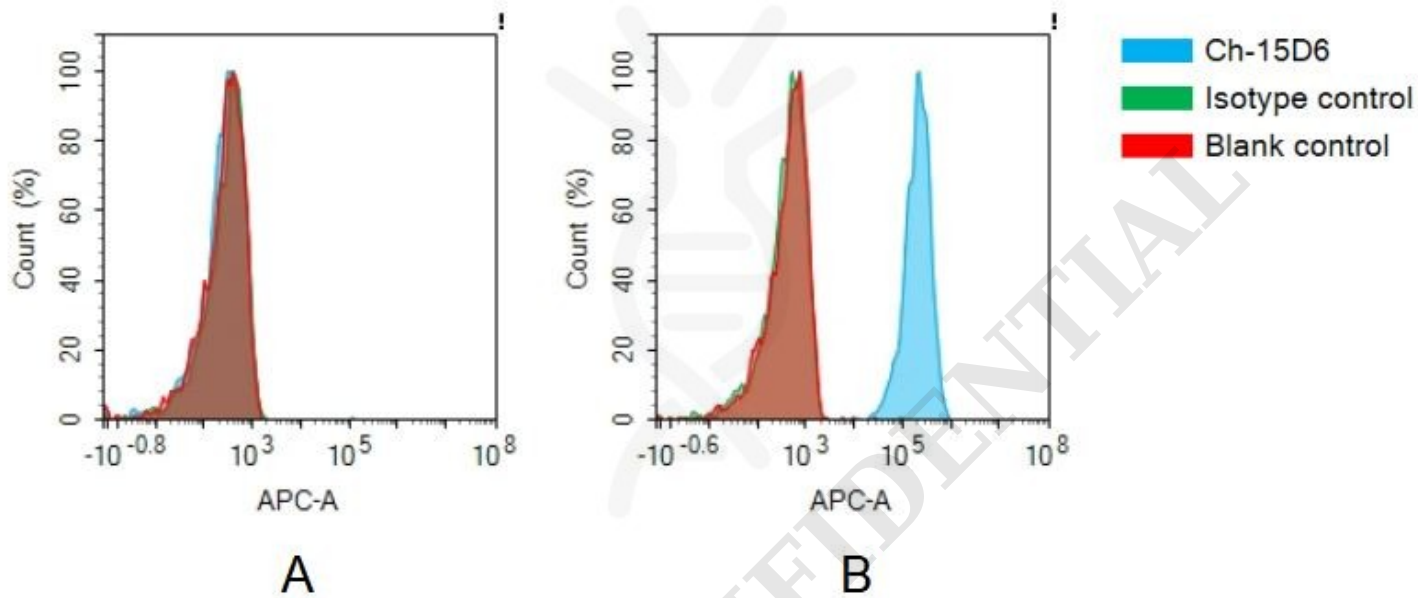 !
!
100
80
60
40
20
0
Count (%)
-10^-0.8 10^3 10^5 10^8
APC-A
A
100
80
60
40
20
0
Count (%)
-10^-0.6 10^3 10^5 10^8
APC-A
B
Ch-15D6
Isotype control
Blank control
FIDENTIAL